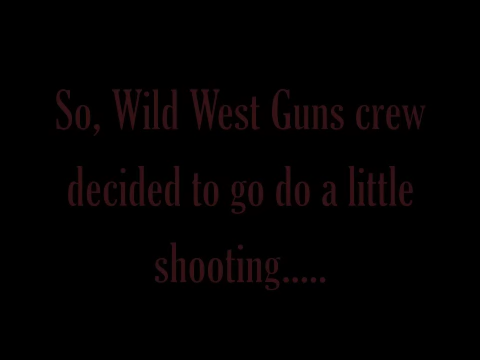 So, Wild West Guns crew
decided to go do a little
shooting.....